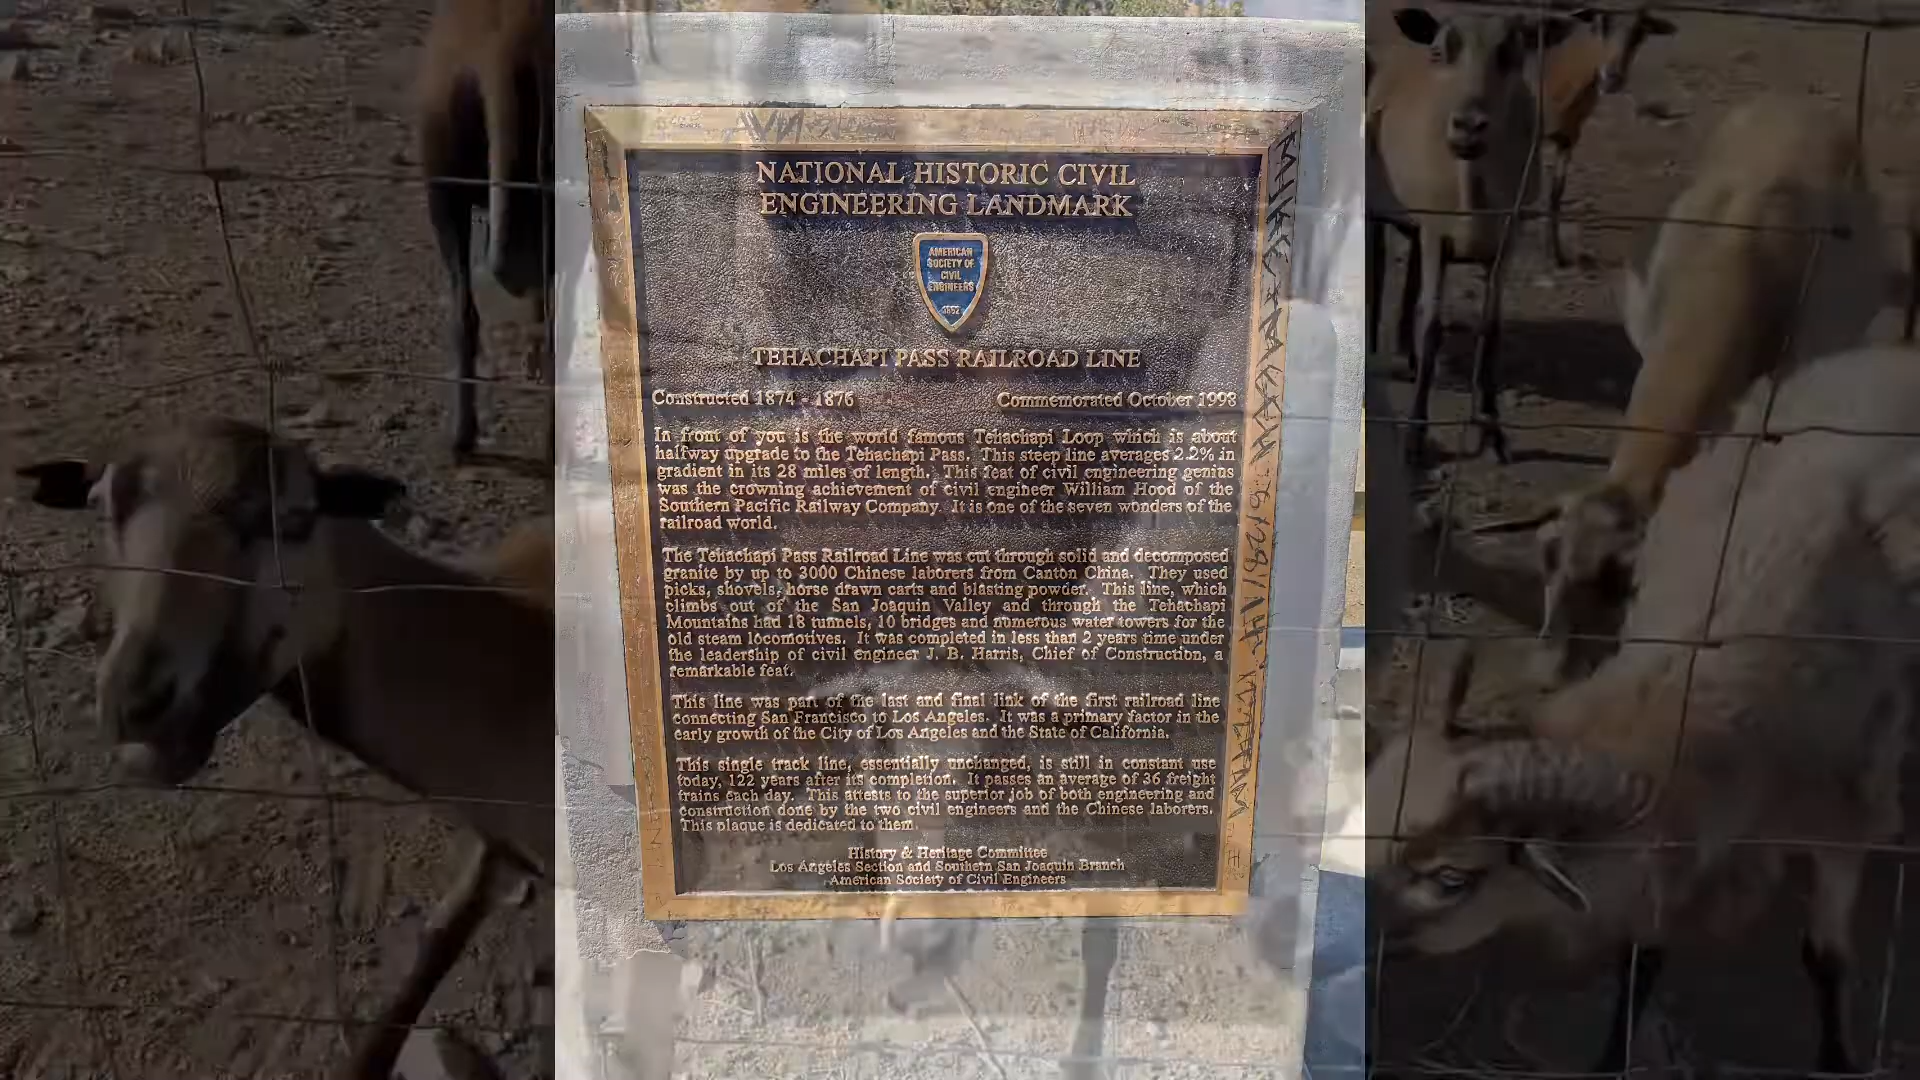 NATIONAL HISTORIC CIVIL
ENGINEERING LANDMARK
AMERICAN
SOCIETY OF
CIVIL
ENGINEERS
1852
TEHACHAPI PASS RAILROAD LINE
Constructed 1874 - 1876 Commemorated October 1998
In front of you is the world famous Tehachapi Loop which is about
halfway upgrade to the Tehachapi Pass. This steep line averages 2.2% in
gradient in its 28 miles of length. This feat of civil engineering genius
was the crowning achievement of civil engineer William Hood of the
Southern Pacific Railway Company. It is one of the seven wonders of the
railroad world.
The Tehachapi Pass Railroad Line was cut through solid and decomposed
granite by up to 3000 Chinese laborers from Canton China. They used
picks, shovels, horse drawn carts and blasting powder. This line, which
climbs out of the San Joaquin Valley and through the Tehachapi
Mountains had 18 tunnels, 10 bridges and numerous water towers for the
old steam locomotives. It was completed in less than 2 years time under
the leadership of civil engineer J. B. Harris, Chief of Construction, a
remarkable feat.
This line was part of the last and final link of the first railroad line
connecting San Francisco to Los Angeles. It was a primary factor in the
early growth of the City of Los Angeles and the State of California.
This single track line, essentially unchanged, is still in constant use
today, 122 years after its completion. It passes an average of 36 freight
trains each day. This attests to the superior job of both engineering and
construction done by the two civil engineers and the Chinese laborers.
This plaque is dedicated to them.
History & Heritage Committee
Los Angeles Section and Southern San Joaquin Branch
American Society of Civil Engineers